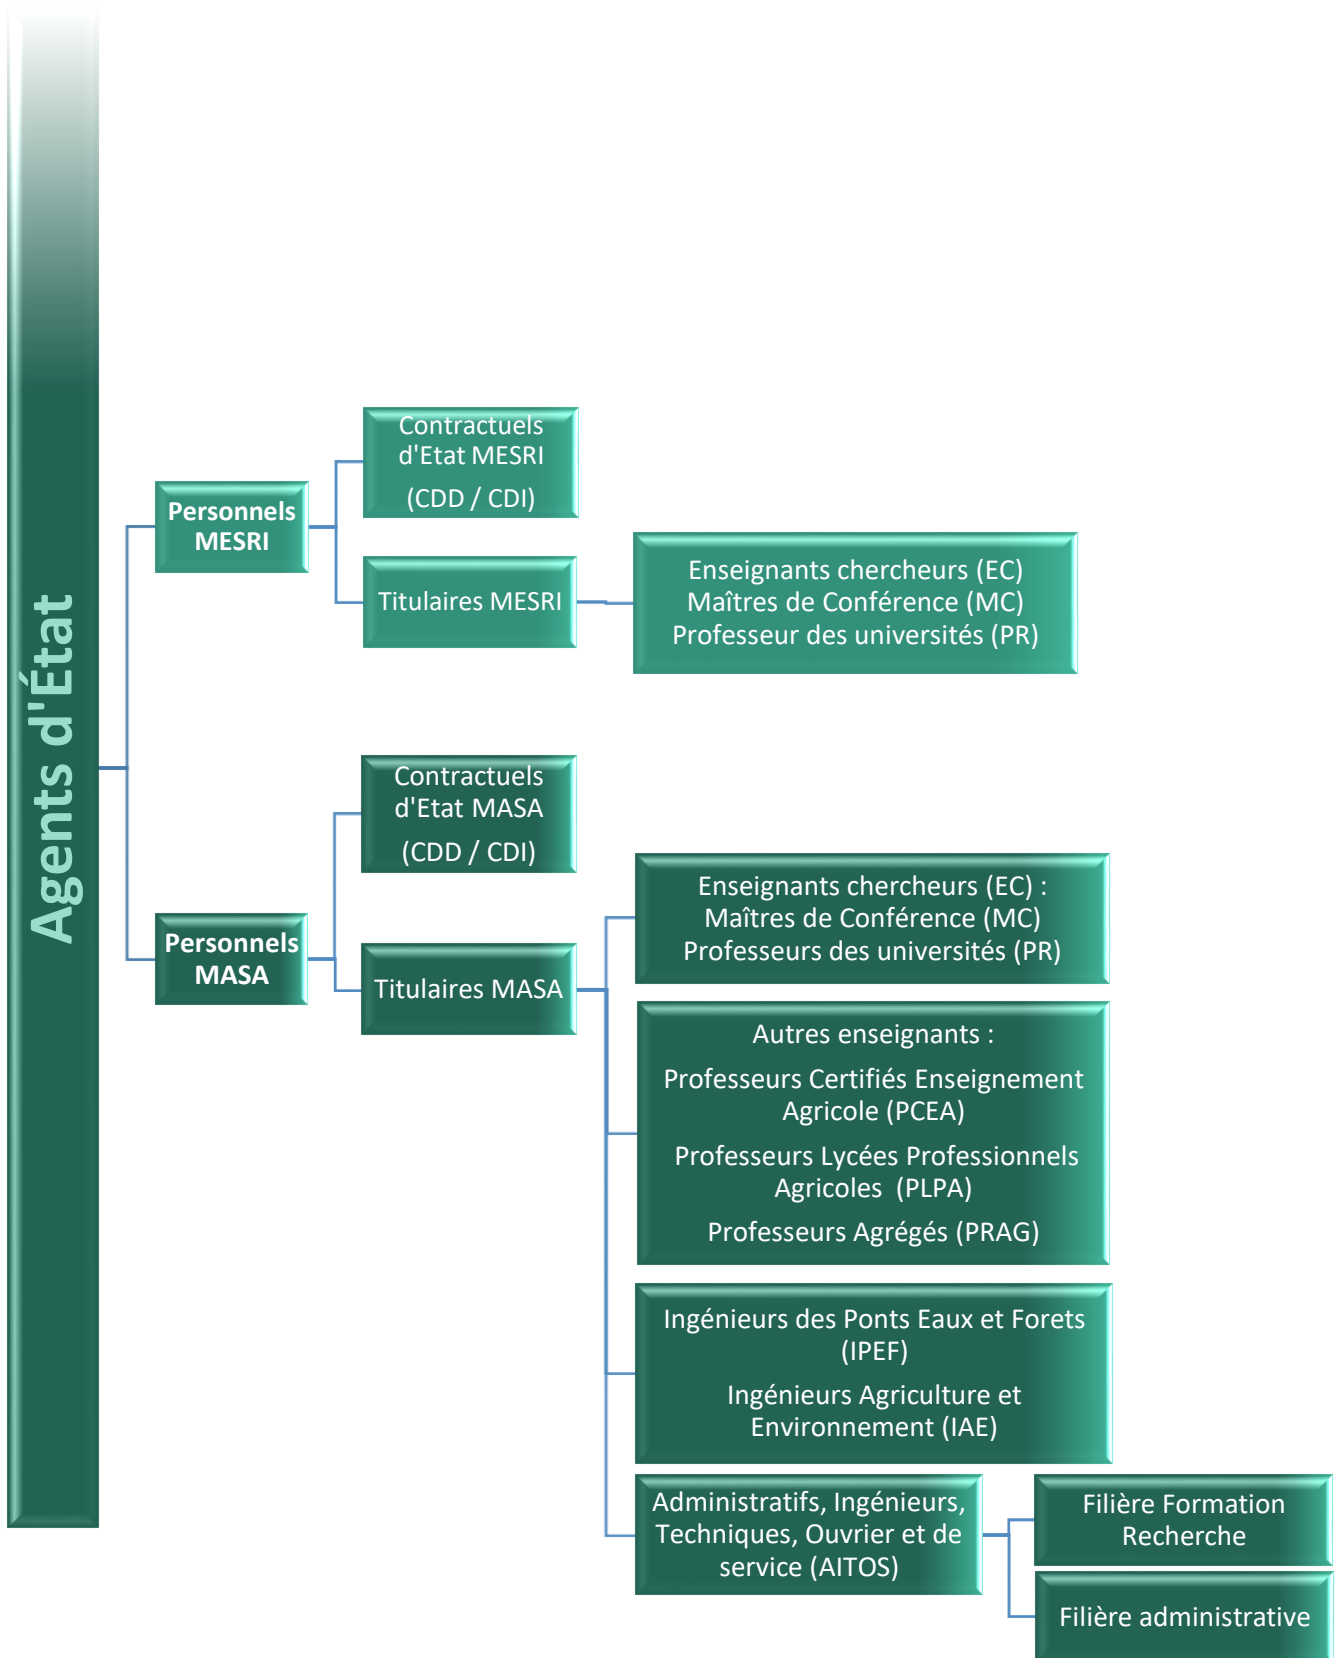 Agents d'État
Personnels
MESRI
Contractuels
d'Etat MESRI
(CDD / CDI)
Titulaires MESRI
Enseignants chercheurs (EC)
Maîtres de Conférence (MC)
Professeur des universités (PR)
Personnels
MASA
Contractuels
d'Etat MASA
(CDD / CDI)
Titulaires MASA
Enseignants chercheurs (EC) :
Maîtres de Conférence (MC)
Professeurs des universités (PR)
Autres enseignants :
Professeurs Certifiés Enseignement
Agricole (PCEA)
Professeurs Lycées Professionnels
Agricoles  (PLPA)
Professeurs Agrégés (PRAG)
Ingénieurs des Ponts Eaux et Forets
(IPEF)
Ingénieurs Agriculture et
Environnement (IAE)
Administratifs, Ingénieurs,
Techniques, Ouvrier et de
service (AITOS)
Filière Formation
Recherche
Filière administrative